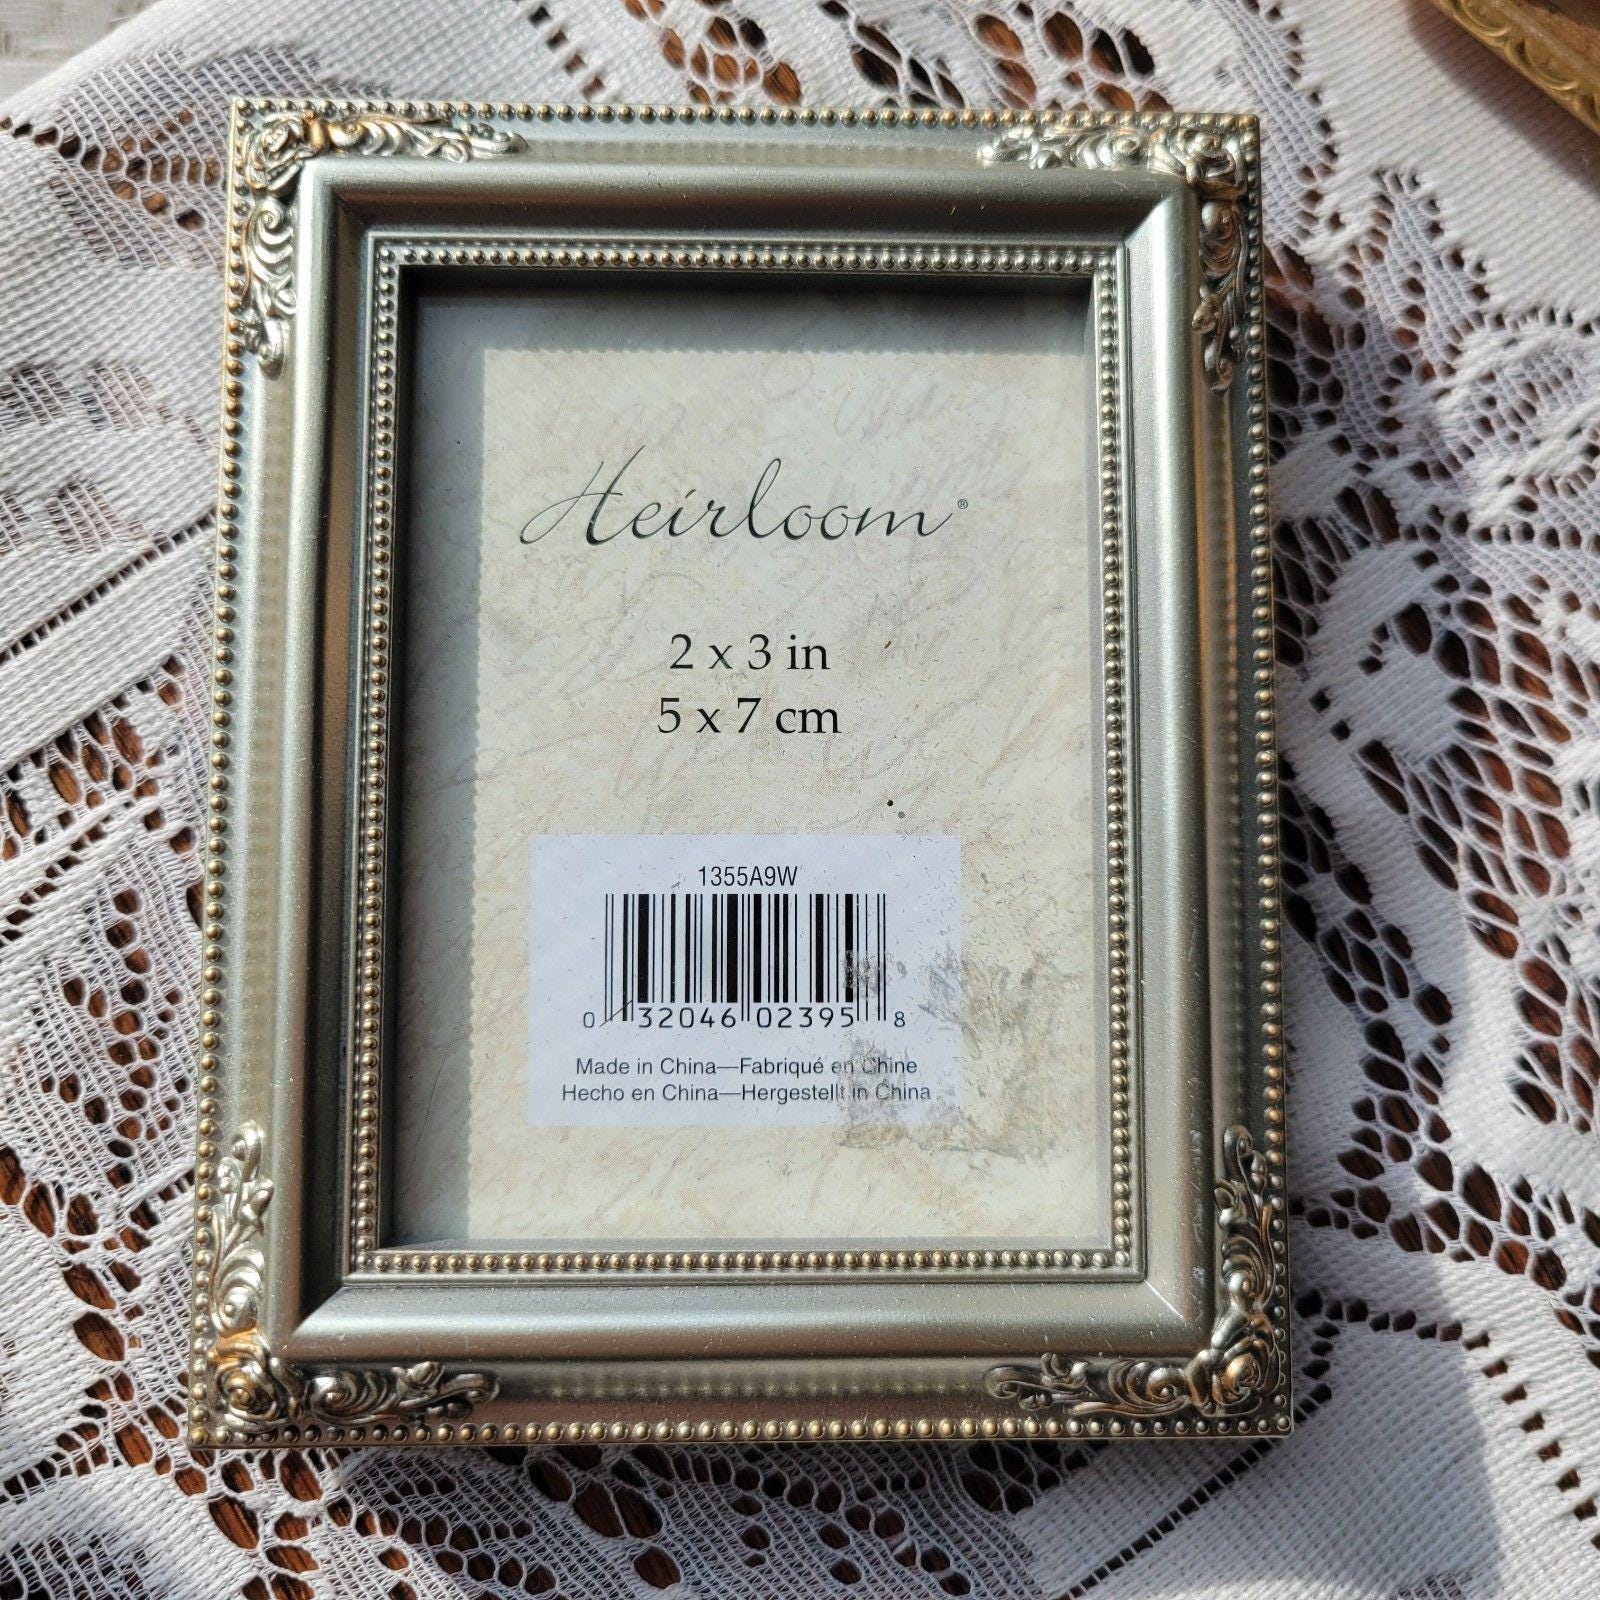 Heirloom®
2 x 3 in
5 x 7 cm
1355A9W
0 32046 02395 8
Made in China—Fabriqué en Chine
Hecho en China—Hergestellt in China